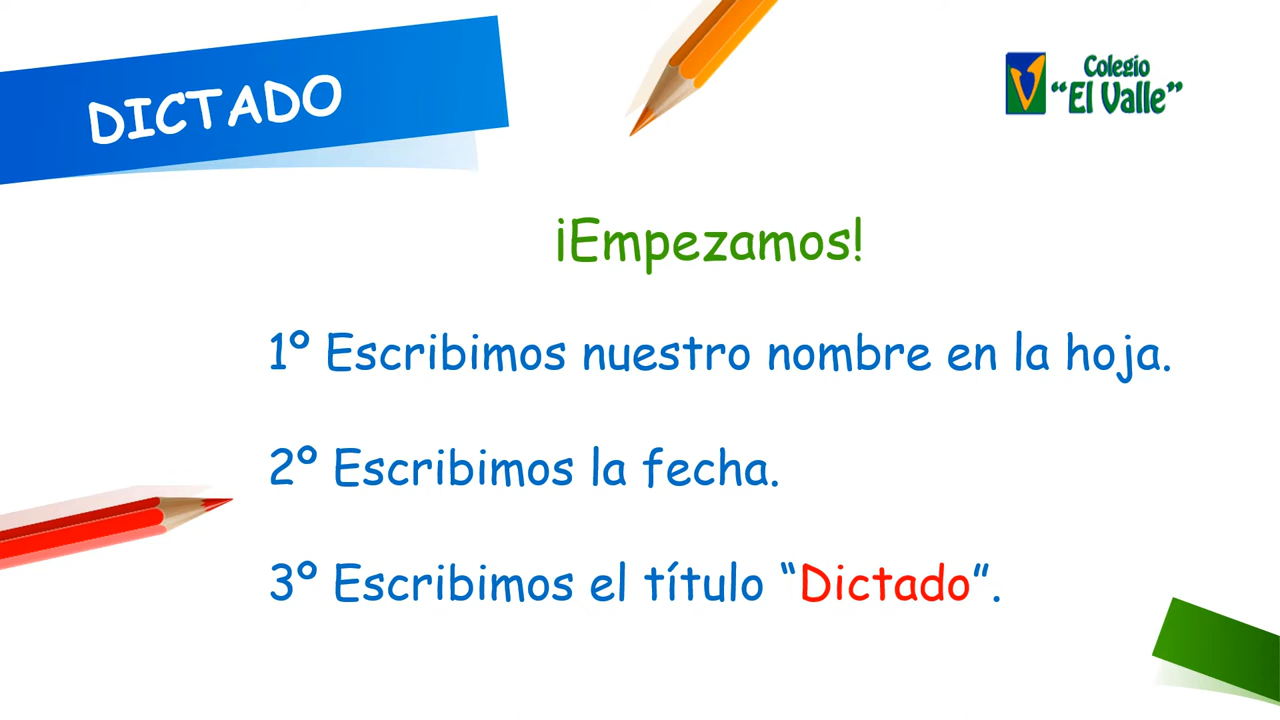 DICTADO
Colegio
“El Valle”
¡Empezamos!
1º Escribimos nuestro nombre en la hoja.
2º Escribimos la fecha.
3º Escribimos el título “Dictado”.